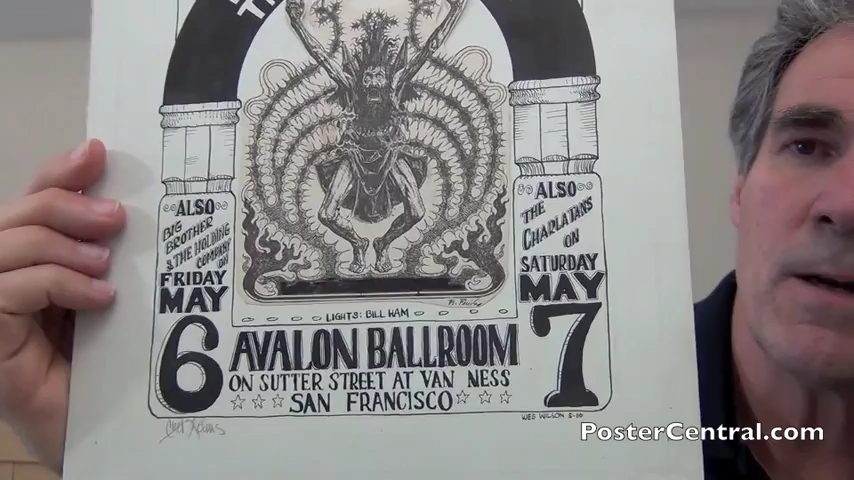 ALSO
BIG
BROTHER
& THE HOLDING
COMPANY
ON
FRIDAY
MAY
6
ALSO
THE
CHARLATANS
ON
SATURDAY
MAY
7
LIGHTS: BILL HAM
AVALON BALLROOM
ON SUTTER STREET AT VAN NESS
SAN FRANCISCO
WES WILSON
PosterCentral.com